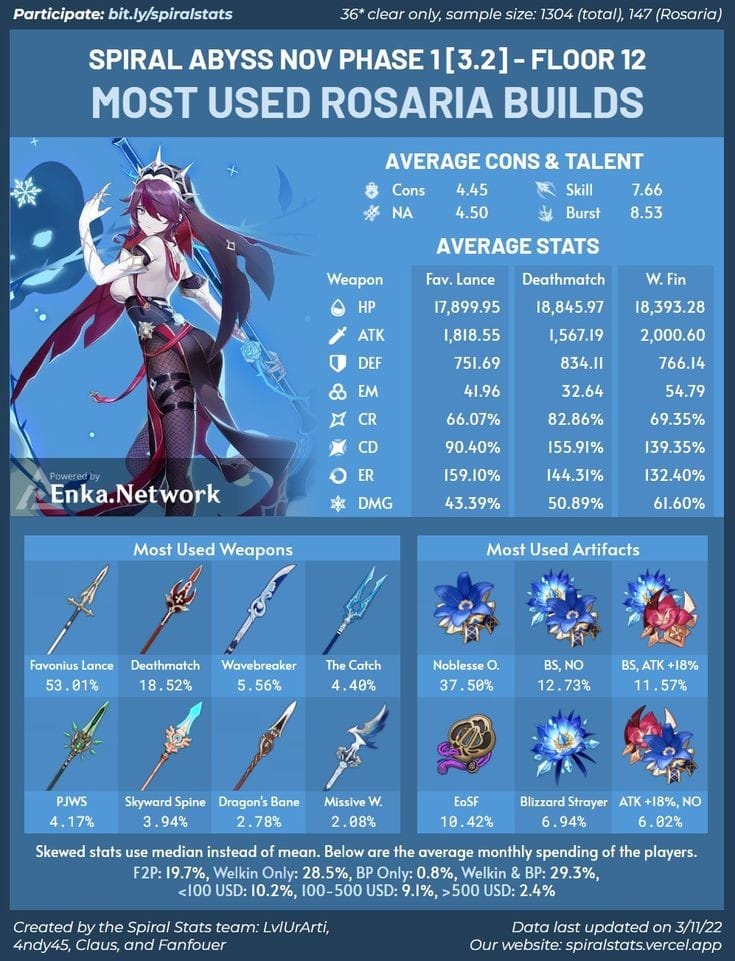 Participate: bit.ly/spiralstats
36* clear only, sample size: 1304 (total), 147 (Rosaria)
SPIRAL ABYSS NOV PHASE 1 [3.2] - FLOOR 12
MOST USED ROSARIA BUILDS
AVERAGE CONS & TALENT
Cons 4.45 Skill 7.66
NA 4.50 Burst 8.53
AVERAGE STATS
Weapon Fav. Lance Deathmatch W. Fin
HP 17,899.95 18,845.97 18,393.28
ATK 1,818.55 1,567.19 2,000.60
DEF 751.69 834.11 766.14
EM 41.96 32.64 54.79
CR 66.07% 82.86% 69.35%
CD 90.40% 155.91% 139.35%
ER 159.10% 144.31% 132.40%
DMG 43.39% 50.89% 61.60%
Powered by
Enka.Network
Most Used Weapons
Favonius Lance Deathmatch Wavebreaker The Catch
53.01% 18.52% 5.56% 4.40%
PJWS Skyward Spine Dragon's Bane Missive W.
4.17% 3.94% 2.78% 2.08%
Most Used Artifacts
Noblesse O. BS, NO BS, ATK +18%
37.50% 12.73% 11.57%
EoSF Blizzard Strayer ATK +18%, NO
10.42% 6.94% 6.02%
Skewed stats use median instead of mean. Below are the average monthly spending of the players.
F2P: 19.7%, Welkin Only: 28.5%, BP Only: 0.8%, Welkin & BP: 29.3%,
<100 USD: 10.2%, 100-500 USD: 9.1%, >500 USD: 2.4%
Created by the Spiral Stats team: LvlUrArti,
4ndy45, Claus, and Fanfouer
Data last updated on 3/11/22
Our website: spiralstats.vercel.app